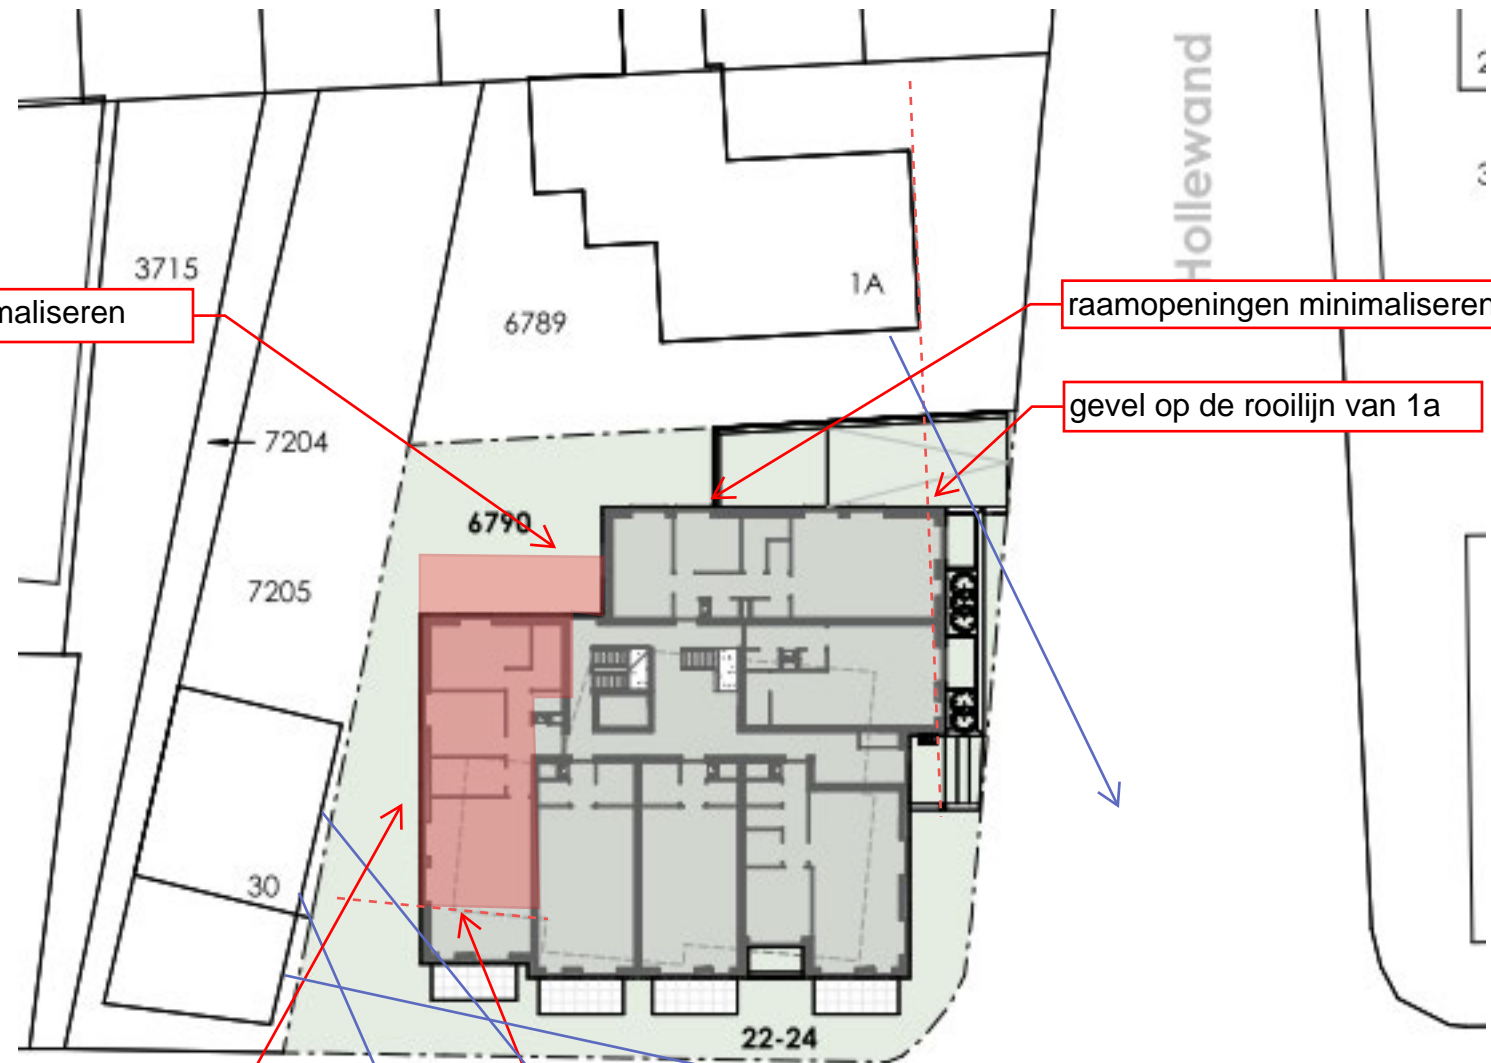 Hollewand
3715
maliseren
6789
1A
raamopeningen minimaliseren
gevel op de rooilijn van 1a
7204
6790
7205
30
22-24